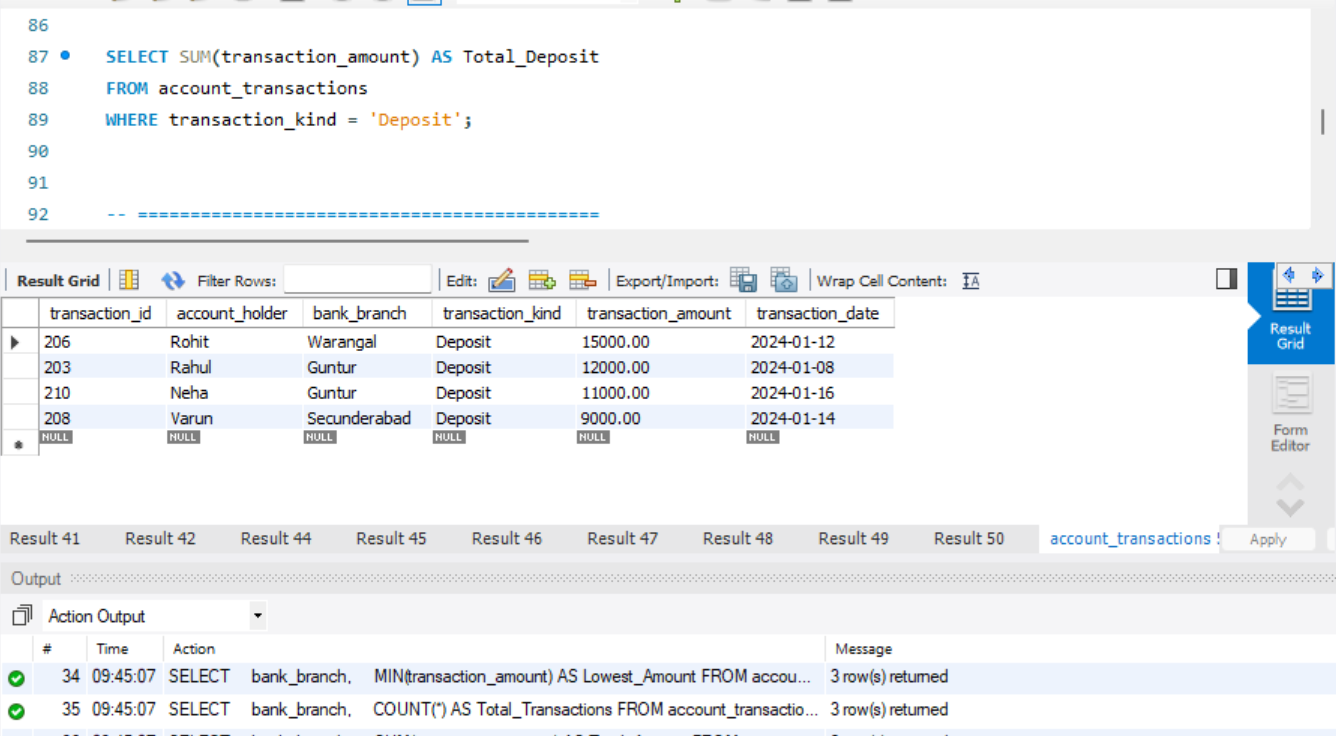 86
87 SELECT SUM(transaction_amount) AS Total_Deposit
88 FROM account_transactions
89 WHERE transaction_kind = 'Deposit';
90
91
92 -- ============================================
Result Grid Filter Rows: Edit: Export/Import: Wrap Cell Content:
transaction_id account_holder bank_branch transaction_kind transaction_amount transaction_date
206 Rohit Warangal Deposit 15000.00 2024-01-12
203 Rahul Guntur Deposit 12000.00 2024-01-08
210 Neha Guntur Deposit 11000.00 2024-01-16
208 Varun Secunderabad Deposit 9000.00 2024-01-14
NULL NULL NULL NULL NULL NULL
Result
Grid
Form
Editor
Result 41 Result 42 Result 44 Result 45 Result 46 Result 47 Result 48 Result 49 Result 50 account_transactions Apply
Output
Action Output
# Time Action Message
34 09:45:07 SELECT bank_branch, MIN(transaction_amount) AS Lowest_Amount FROM accou... 3 row(s) returned
35 09:45:07 SELECT bank_branch, COUNT(*) AS Total_Transactions FROM account_transactio... 3 row(s) returned